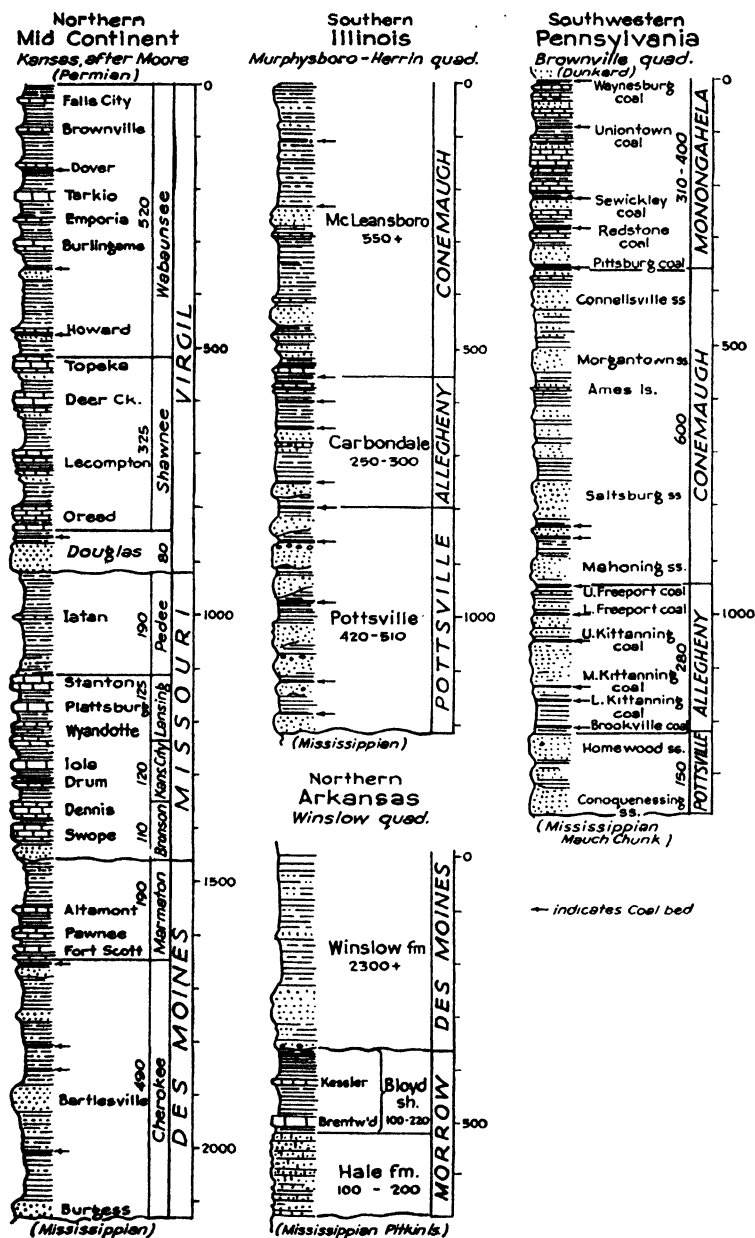 Northern
Mid Continent
Kansas, after Moore
(Permian)
Falls City
Brownville
Dover
Tarkio
Emporia
Burlingame
Howard
Topeka
Deer Ck.
Lecompton
Oread
Douglas
Iatan
Stanton
Plattsburg
Wyandotte
Iola
Drum
Dennis
Swope
Altamont
Pawnee
Fort Scott
Bartlesville
Burgess
(Mississippian)
520
325
80
190
125
120
110
190
490
Wabaunsee
Shawnee
Pedee
Lansing
Kans City
Bronson
Marmaton
Cherokee
VIRGIL
MISSOURI
DES MOINES
0
500
1000
1500
2000
Southern
Illinois
Murphysboro-Herrin quad.
McLeansboro
550+
Carbondale
250-300
Pottsville
420-510
(Mississippian)
CONEMAUGH
ALLEGHENY
POTTSVILLE
0
500
1000
Northern
Arkansas
Winslow quad.
Winslow fm
2300+
Kessler
Brentw'd
Bloyd
sh.
100-220
Hale fm.
100 - 200
(Mississippian Pitkin ls.)
DES MOINES
MORROW
0
500
Southwestern
Pennsylvania
Brownville quad.
(Dunkard)
Waynesburg
coal
Uniontown
coal
Sewickley
coal
Redstone
coal
Pittsburg coal
Connellsville ss
Morgantown ss
Ames ls.
Saltsburg ss
Mahoning ss.
U. Freeport coal
L. Freeport coal
U. Kittanning
coal
M. Kittanning
coal
L. Kittanning
coal
Brookville coal
Homewood ss.
Conoquenessing
ss.
(Mississippian
Mauch Chunk)
310-400
600
280
150
MONONGAHELA
CONEMAUGH
ALLEGHENY
POTTSVILLE
0
500
1000
← indicates Coal bed